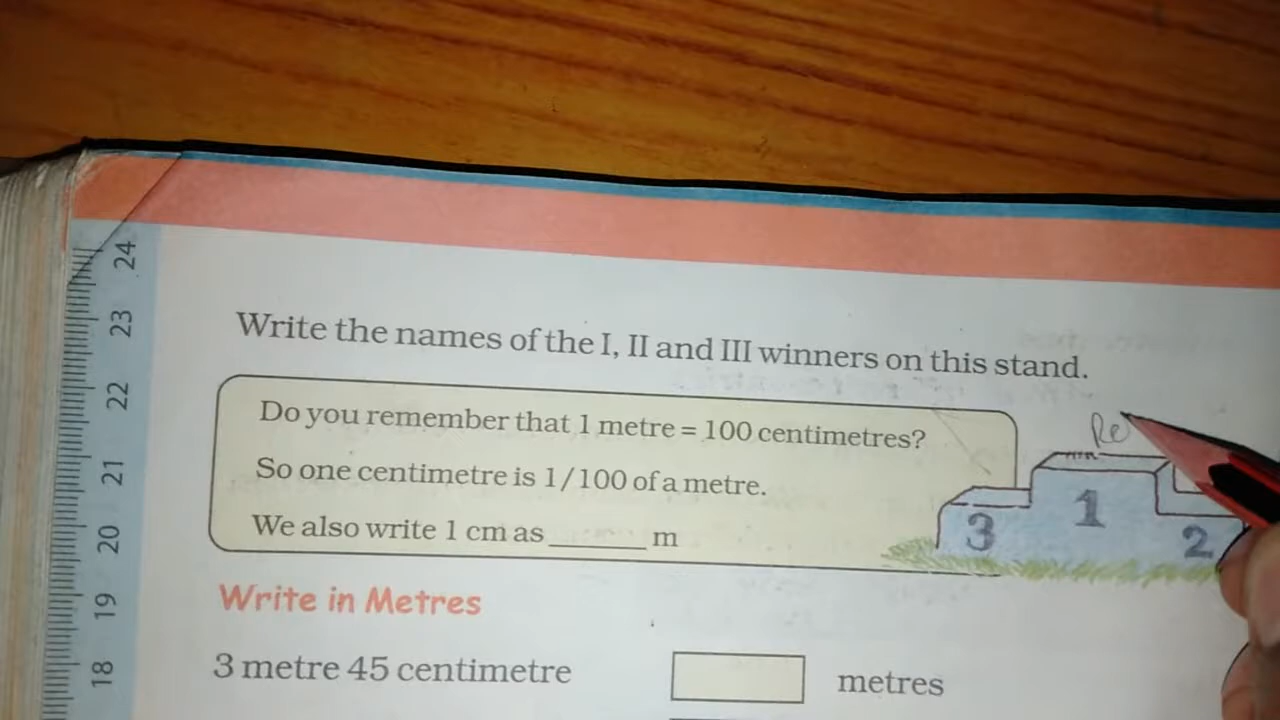 Write the names of the I, II and III winners on this stand.
Do you remember that 1 metre = 100 centimetres?
So one centimetre is 1/100 of a metre.
We also write 1 cm as ______ m
Re
3 1 2
Write in Metres
3 metre 45 centimetre metres
24
23
22
21
20
19
18